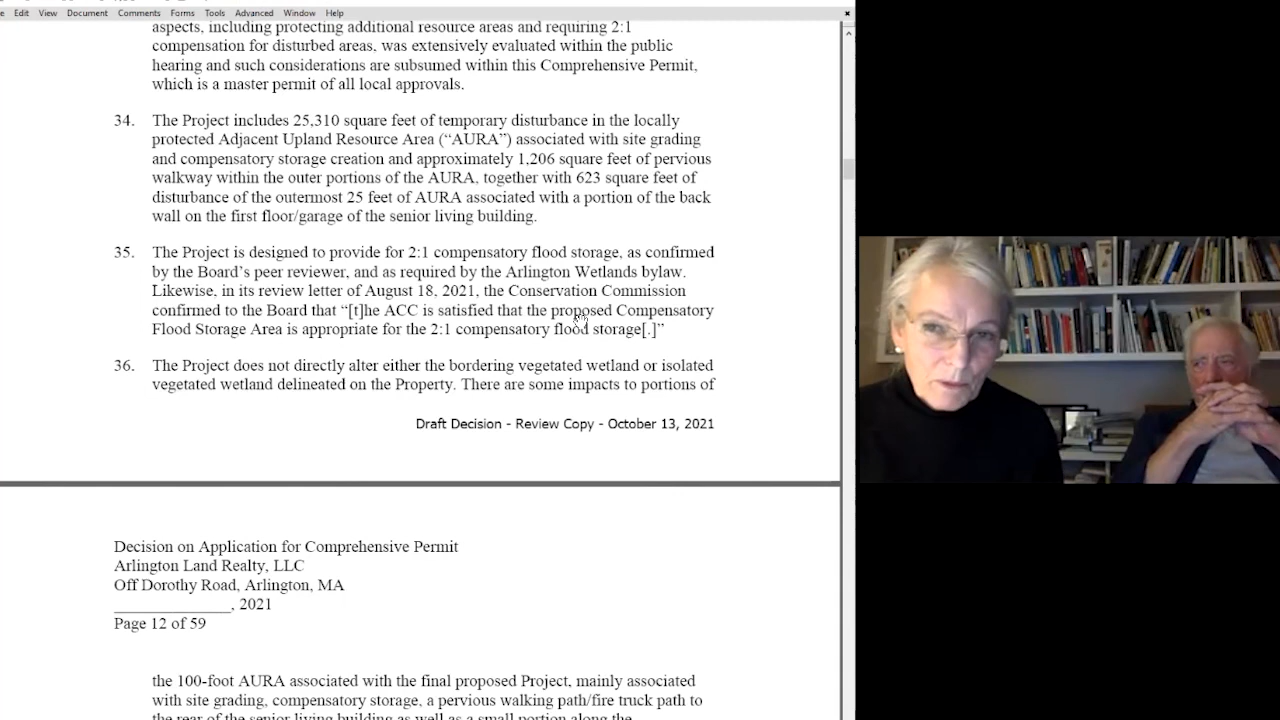 Edit View Document Comments Forms Tools Advanced Window Help
aspects, including protecting additional resource areas and requiring 2:1
compensation for disturbed areas, was extensively evaluated within the public
hearing and such considerations are subsumed within this Comprehensive Permit,
which is a master permit of all local approvals.
34. The Project includes 25,310 square feet of temporary disturbance in the locally
protected Adjacent Upland Resource Area (“AURA”) associated with site grading
and compensatory storage creation and approximately 1,206 square feet of pervious
walkway within the outer portions of the AURA, together with 623 square feet of
disturbance of the outermost 25 feet of AURA associated with a portion of the back
wall on the first floor/garage of the senior living building.
35. The Project is designed to provide for 2:1 compensatory flood storage, as confirmed
by the Board’s peer reviewer, and as required by the Arlington Wetlands bylaw.
Likewise, in its review letter of August 18, 2021, the Conservation Commission
confirmed to the Board that “[t]he ACC is satisfied that the proposed Compensatory
Flood Storage Area is appropriate for the 2:1 compensatory flood storage[.]”
36. The Project does not directly alter either the bordering vegetated wetland or isolated
vegetated wetland delineated on the Property. There are some impacts to portions of
Draft Decision - Review Copy - October 13, 2021
Decision on Application for Comprehensive Permit
Arlington Land Realty, LLC
Off Dorothy Road, Arlington, MA
_______________, 2021
Page 12 of 59
the 100-foot AURA associated with the final proposed Project, mainly associated
with site grading, compensatory storage, a pervious walking path/fire truck path to
the rear of the senior living building as well as a small portion along the